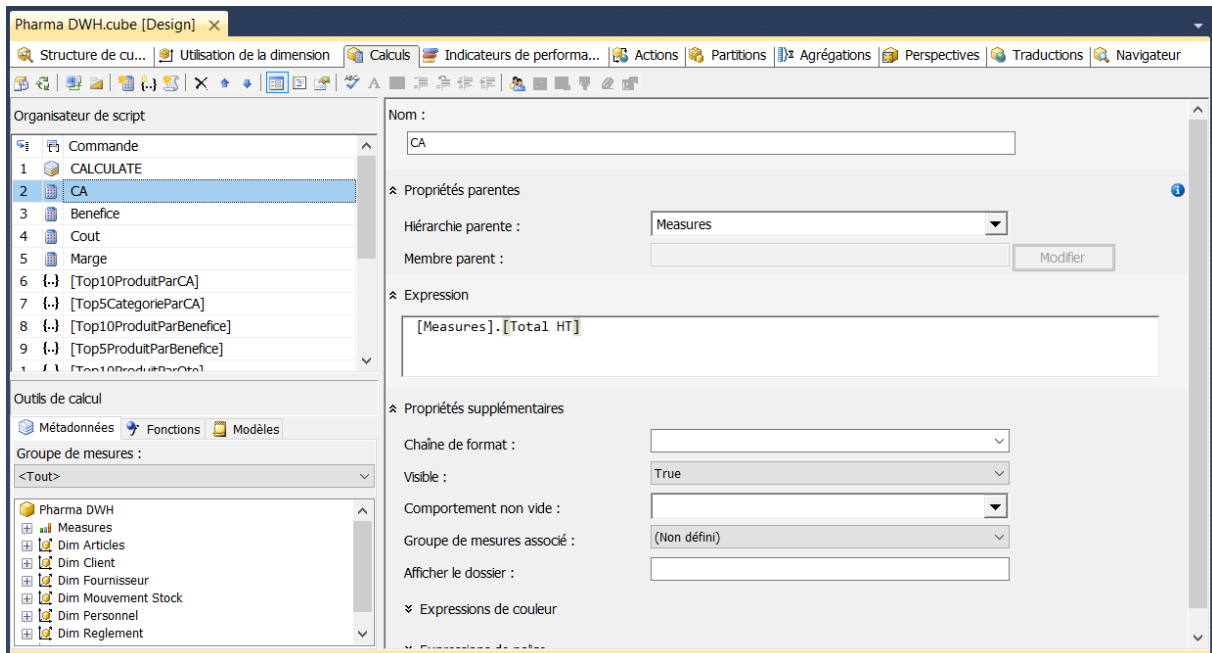 Pharma DWH.cube [Design]
Structure de cu... Utilisation de la dimension Calculs Indicateurs de performa... Actions Partitions Agrégations Perspectives Traductions Navigateur
Organisateur de script
Commande
1 CALCULATE
2 CA
3 Benefice
4 Cout
5 Marge
6 [Top10ProduitParCA]
7 [Top5CategorieParCA]
8 [Top10ProduitParBenefice]
9 [Top5ProduitParBenefice]
1 [Top10ProduitParQte]
Outils de calcul
Métadonnées Fonctions Modèles
Groupe de mesures :
<Tout>
Pharma DWH
Measures
Dim Articles
Dim Client
Dim Fournisseur
Dim Mouvement Stock
Dim Personnel
Dim Reglement
Nom :
CA
Propriétés parentes
Hiérarchie parente : Measures
Membre parent : Modifier
Expression
[Measures].[Total HT]
Propriétés supplémentaires
Chaîne de format :
Visible : True
Comportement non vide :
Groupe de mesures associé : (Non défini)
Afficher le dossier :
Expressions de couleur
Expressions de police